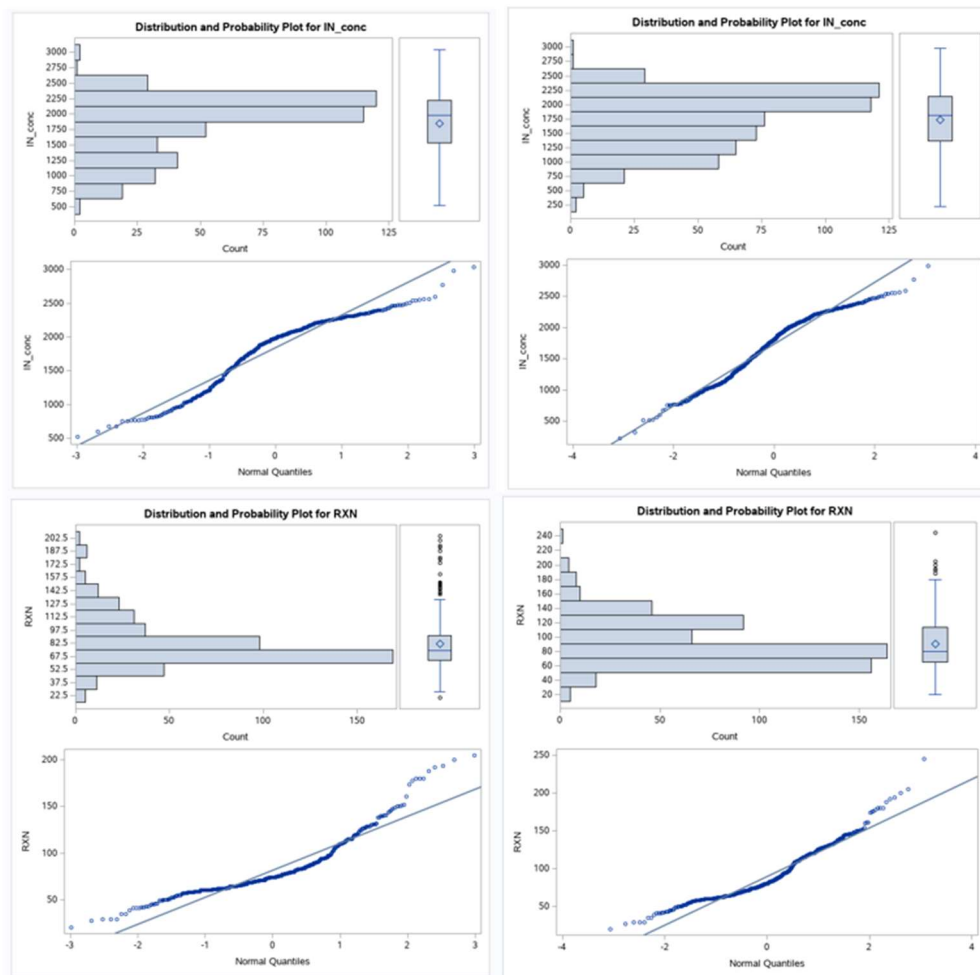 Distribution and Probability Plot for IN_conc
IN_conc
3000
2750
2500
2250
2000
1750
1500
1250
1000
750
500
0 25 50 75 100 125
Count
IN_conc
3000
2500
2000
1500
1000
500
-3 -2 -1 0 1 2 3
Normal Quantiles
Distribution and Probability Plot for IN_conc
IN_conc
3000
2750
2500
2250
2000
1750
1500
1250
1000
750
500
250
0 25 50 75 100 125
Count
IN_conc
3000
2500
2000
1500
1000
500
-4 -2 0 2 4
Normal Quantiles
Distribution and Probability Plot for RXN
RXN
202.5
187.5
172.5
157.5
142.5
127.5
112.5
97.5
82.5
67.5
52.5
37.5
22.5
0 50 100 150
Count
RXN
200
150
100
50
-3 -2 -1 0 1 2 3
Normal Quantiles
Distribution and Probability Plot for RXN
RXN
240
220
200
180
160
140
120
100
80
60
40
20
0 50 100 150
Count
RXN
250
200
150
100
50
-4 -2 0 2 4
Normal Quantiles